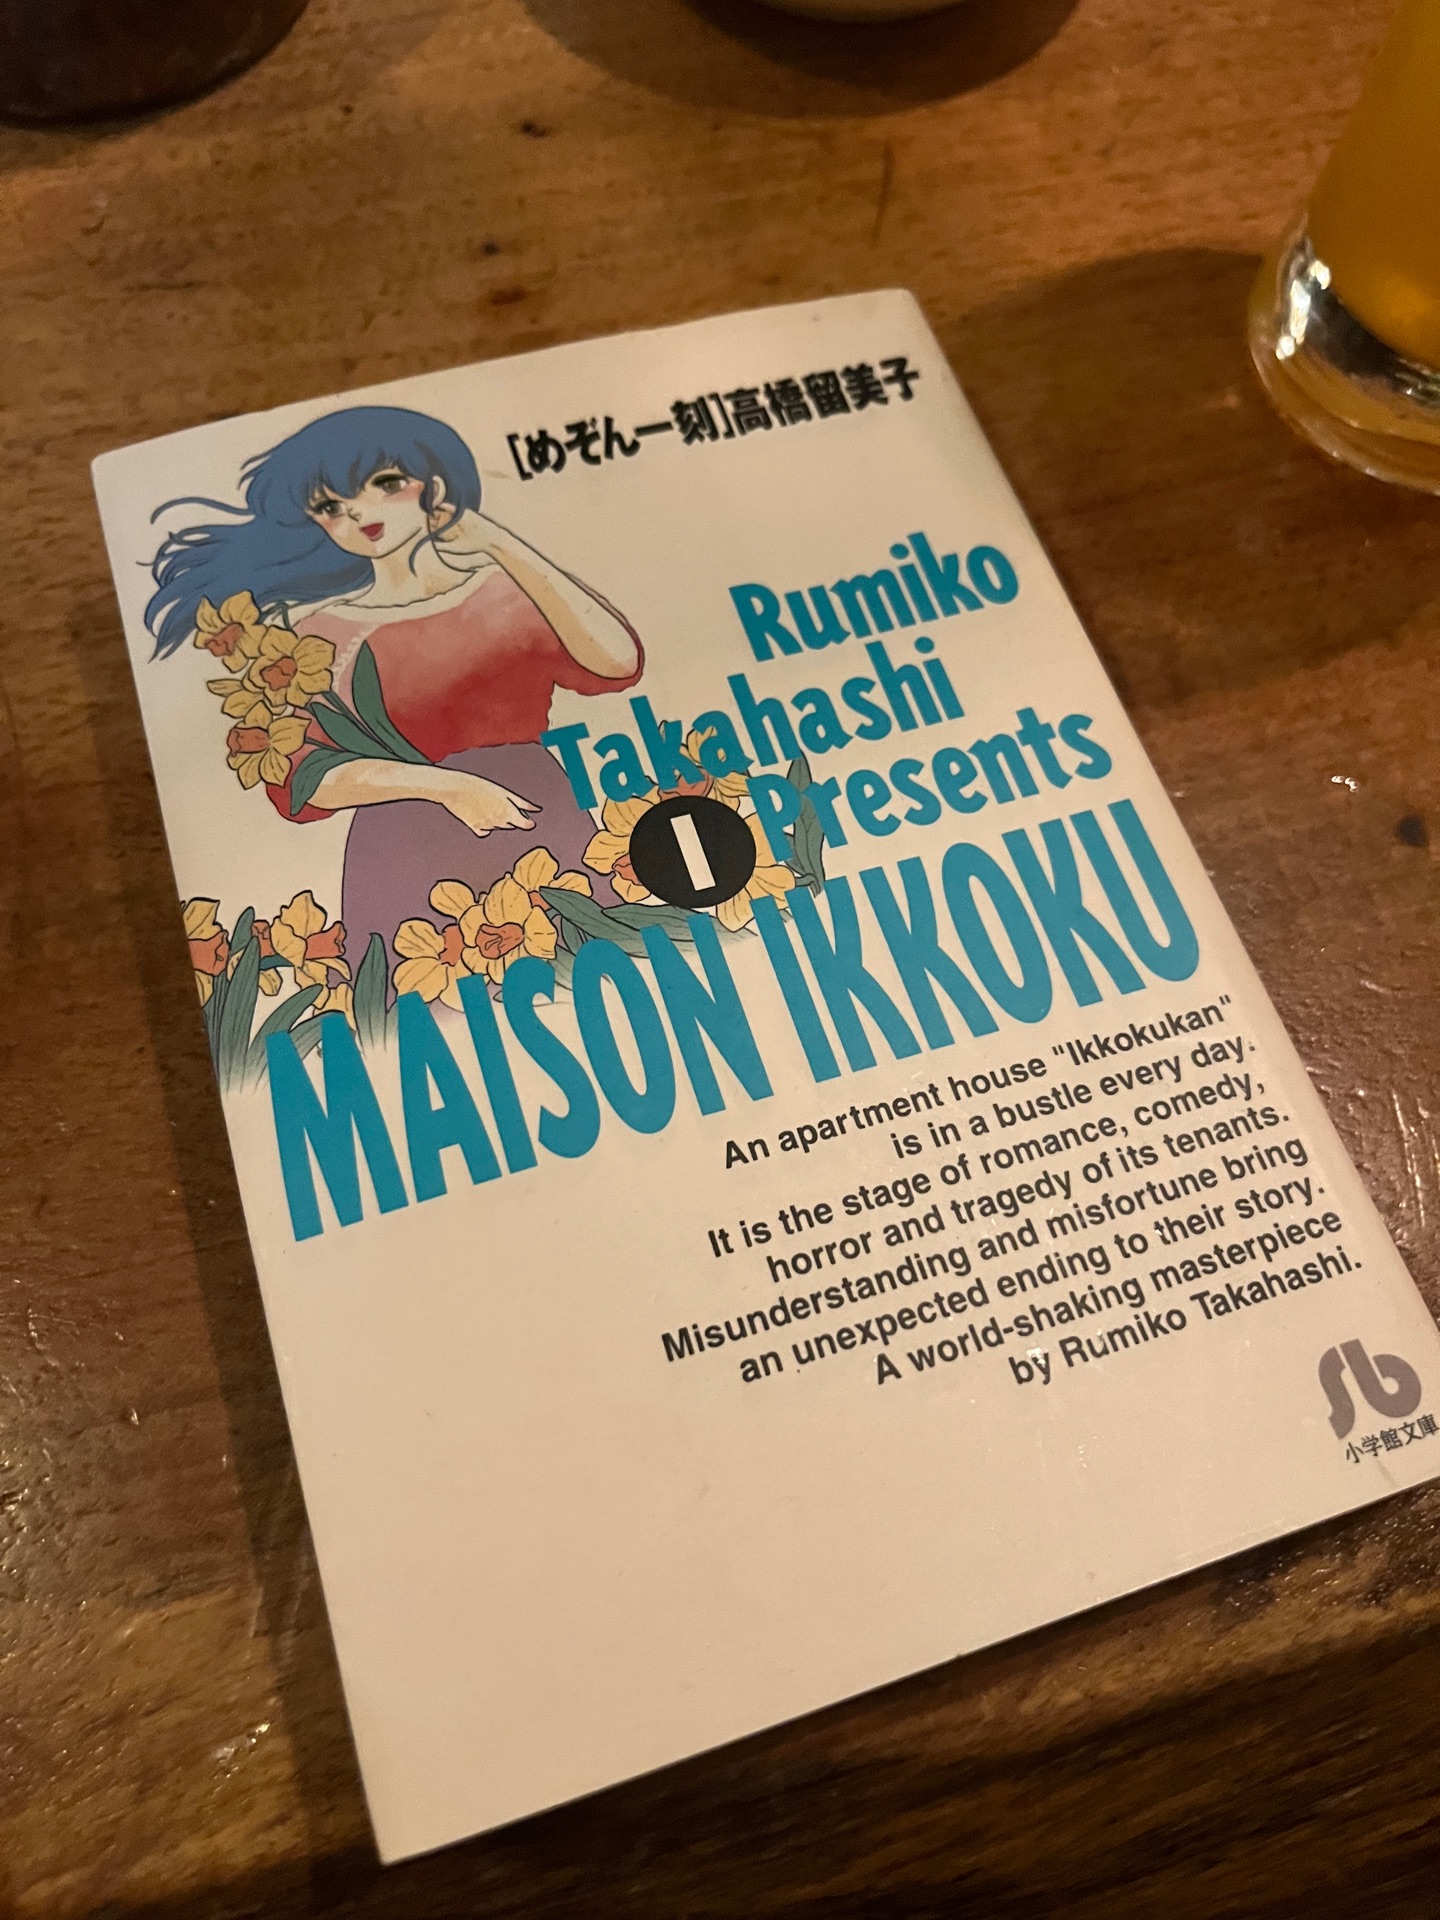 [めぞん一刻]高橋留美子
Rumiko
Takahashi
Presents
1
MAISON IKKOKU
An apartment house "Ikkokukan"
is in a bustle every day.
It is the stage of romance, comedy,
horror and tragedy of its tenants.
Misunderstanding and misfortune bring
an unexpected ending to their story.
A world-shaking masterpiece
by Rumiko Takahashi.
Sb
小学館文庫